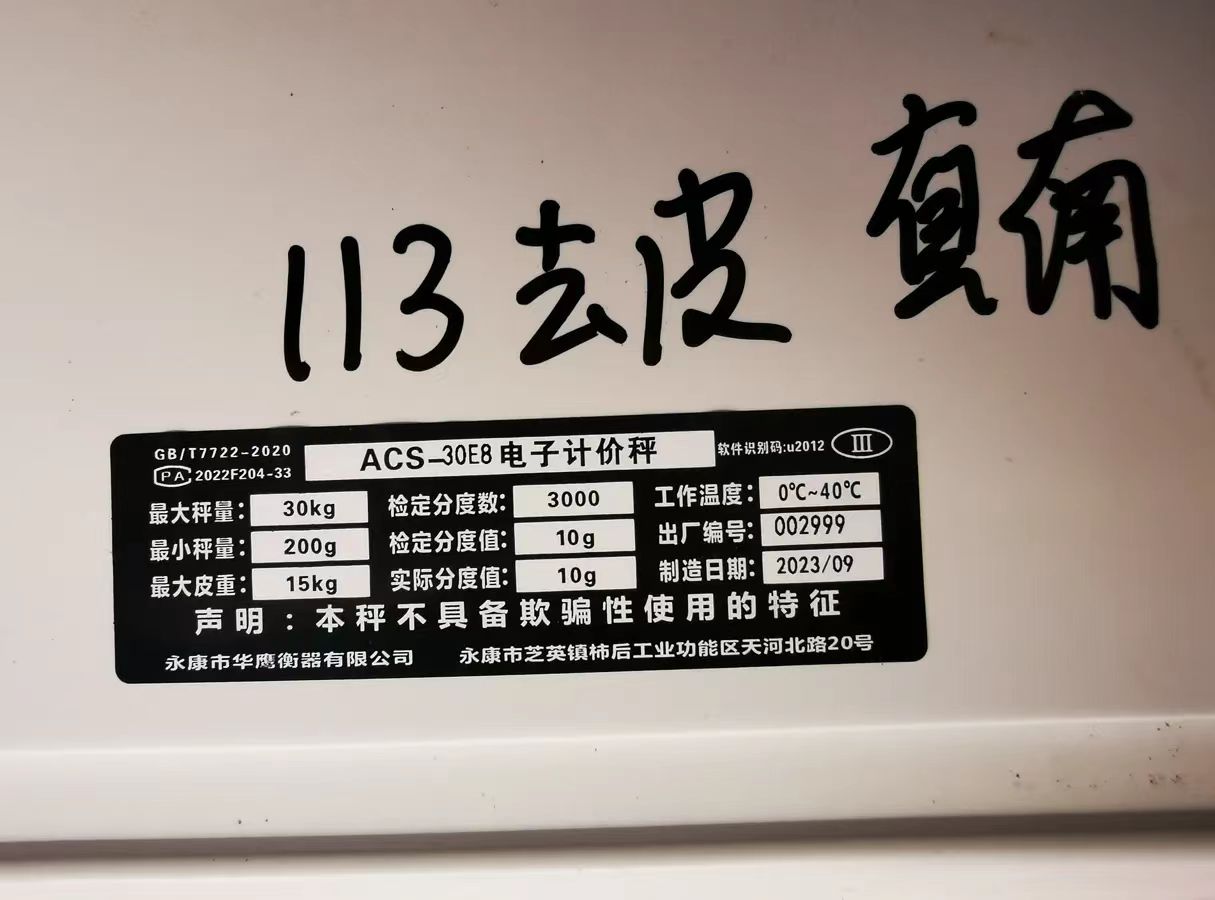 113去皮
GB/T7722-2020
PA 2022F204-33
ACS-30E8电子计价秤
软件识别码:u2012
III
最大秤量: 30kg 检定分度数: 3000 工作温度: 0℃~40℃
最小秤量: 200g 检定分度值: 10g 出厂编号: 002999
最大皮重: 15kg 实际分度值: 10g 制造日期: 2023/09
声明:本秤不具备欺骗性使用的特征
永康市华鹰衡器有限公司 永康市芝英镇柿后工业功能区天河北路20号